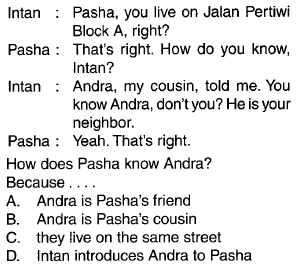 Intan : Pasha, you live on Jalan Pertiwi
Block A, right?
Pasha : That's right. How do you know,
Intan?
Intan : Andra, my cousin, told me. You
know Andra, don't you? He is your
neighbor.
Pasha : Yeah. That's right.
How does Pasha know Andra?
Because . . . .
A. Andra is Pasha's friend
B. Andra is Pasha's cousin
C. they live on the same street
D. Intan introduces Andra to Pasha